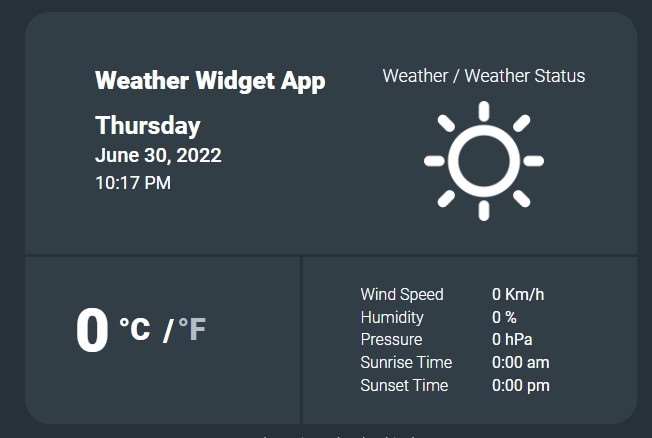 Weather Widget App
Weather / Weather Status
Thursday
June 30, 2022
10:17 PM
0 °C / °F
Wind Speed 0 Km/h
Humidity 0 %
Pressure 0 hPa
Sunrise Time 0:00 am
Sunset Time 0:00 pm